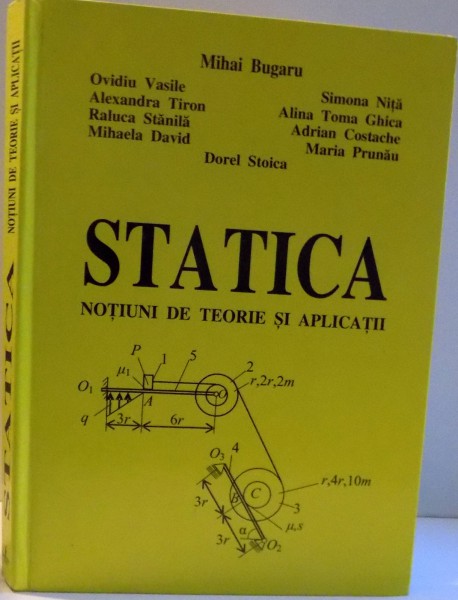 Mihai Bugaru
Ovidiu Vasile
Alexandra Tiron
Raluca Stănilă
Mihaela David
Simona Niță
Alina Toma Ghica
Adrian Costache
Maria Prunău
Dorel Stoica
STATICA
NOȚIUNI DE TEORIE ȘI APLICAȚII
P
μ1 1
5
2
r,2r,2m
O1
A
O
q
3r
6r
4
O3
3r
B
C
r,4r,10m
3
μ,s
3r
α
O2
STATICA
NOȚIUNI DE TEORIE ȘI APLICAȚII